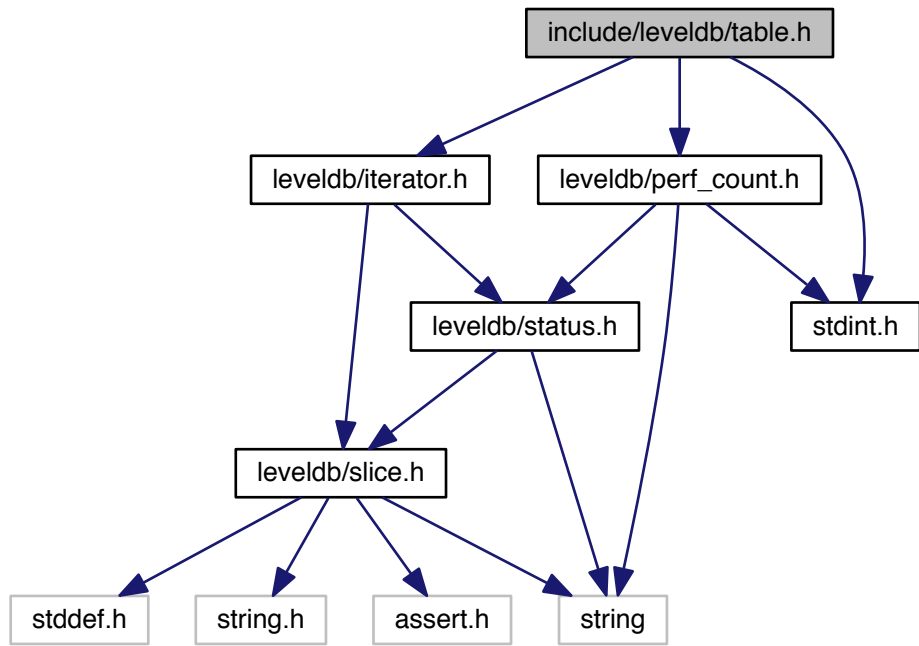 include/leveldb/table.h
leveldb/iterator.h
leveldb/perf_count.h
leveldb/status.h
stdint.h
leveldb/slice.h
stddef.h
string.h
assert.h
string